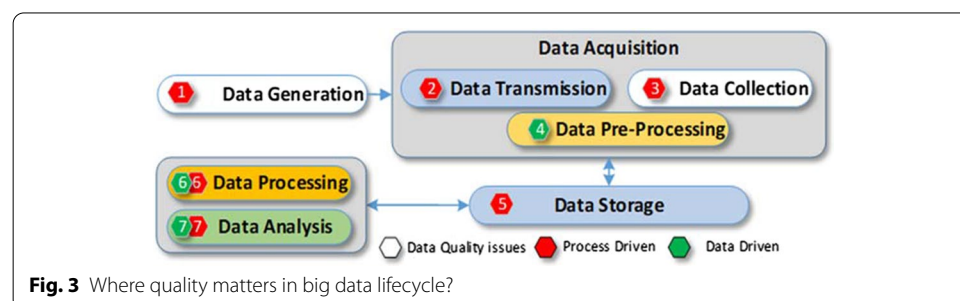 Data Acquisition
1 Data Generation
2 Data Transmission
3 Data Collection
4 Data Pre-Processing
6 6 Data Processing
7 7 Data Analysis
5 Data Storage
Data Quality issues Process Driven Data Driven
Fig. 3 Where quality matters in big data lifecycle?